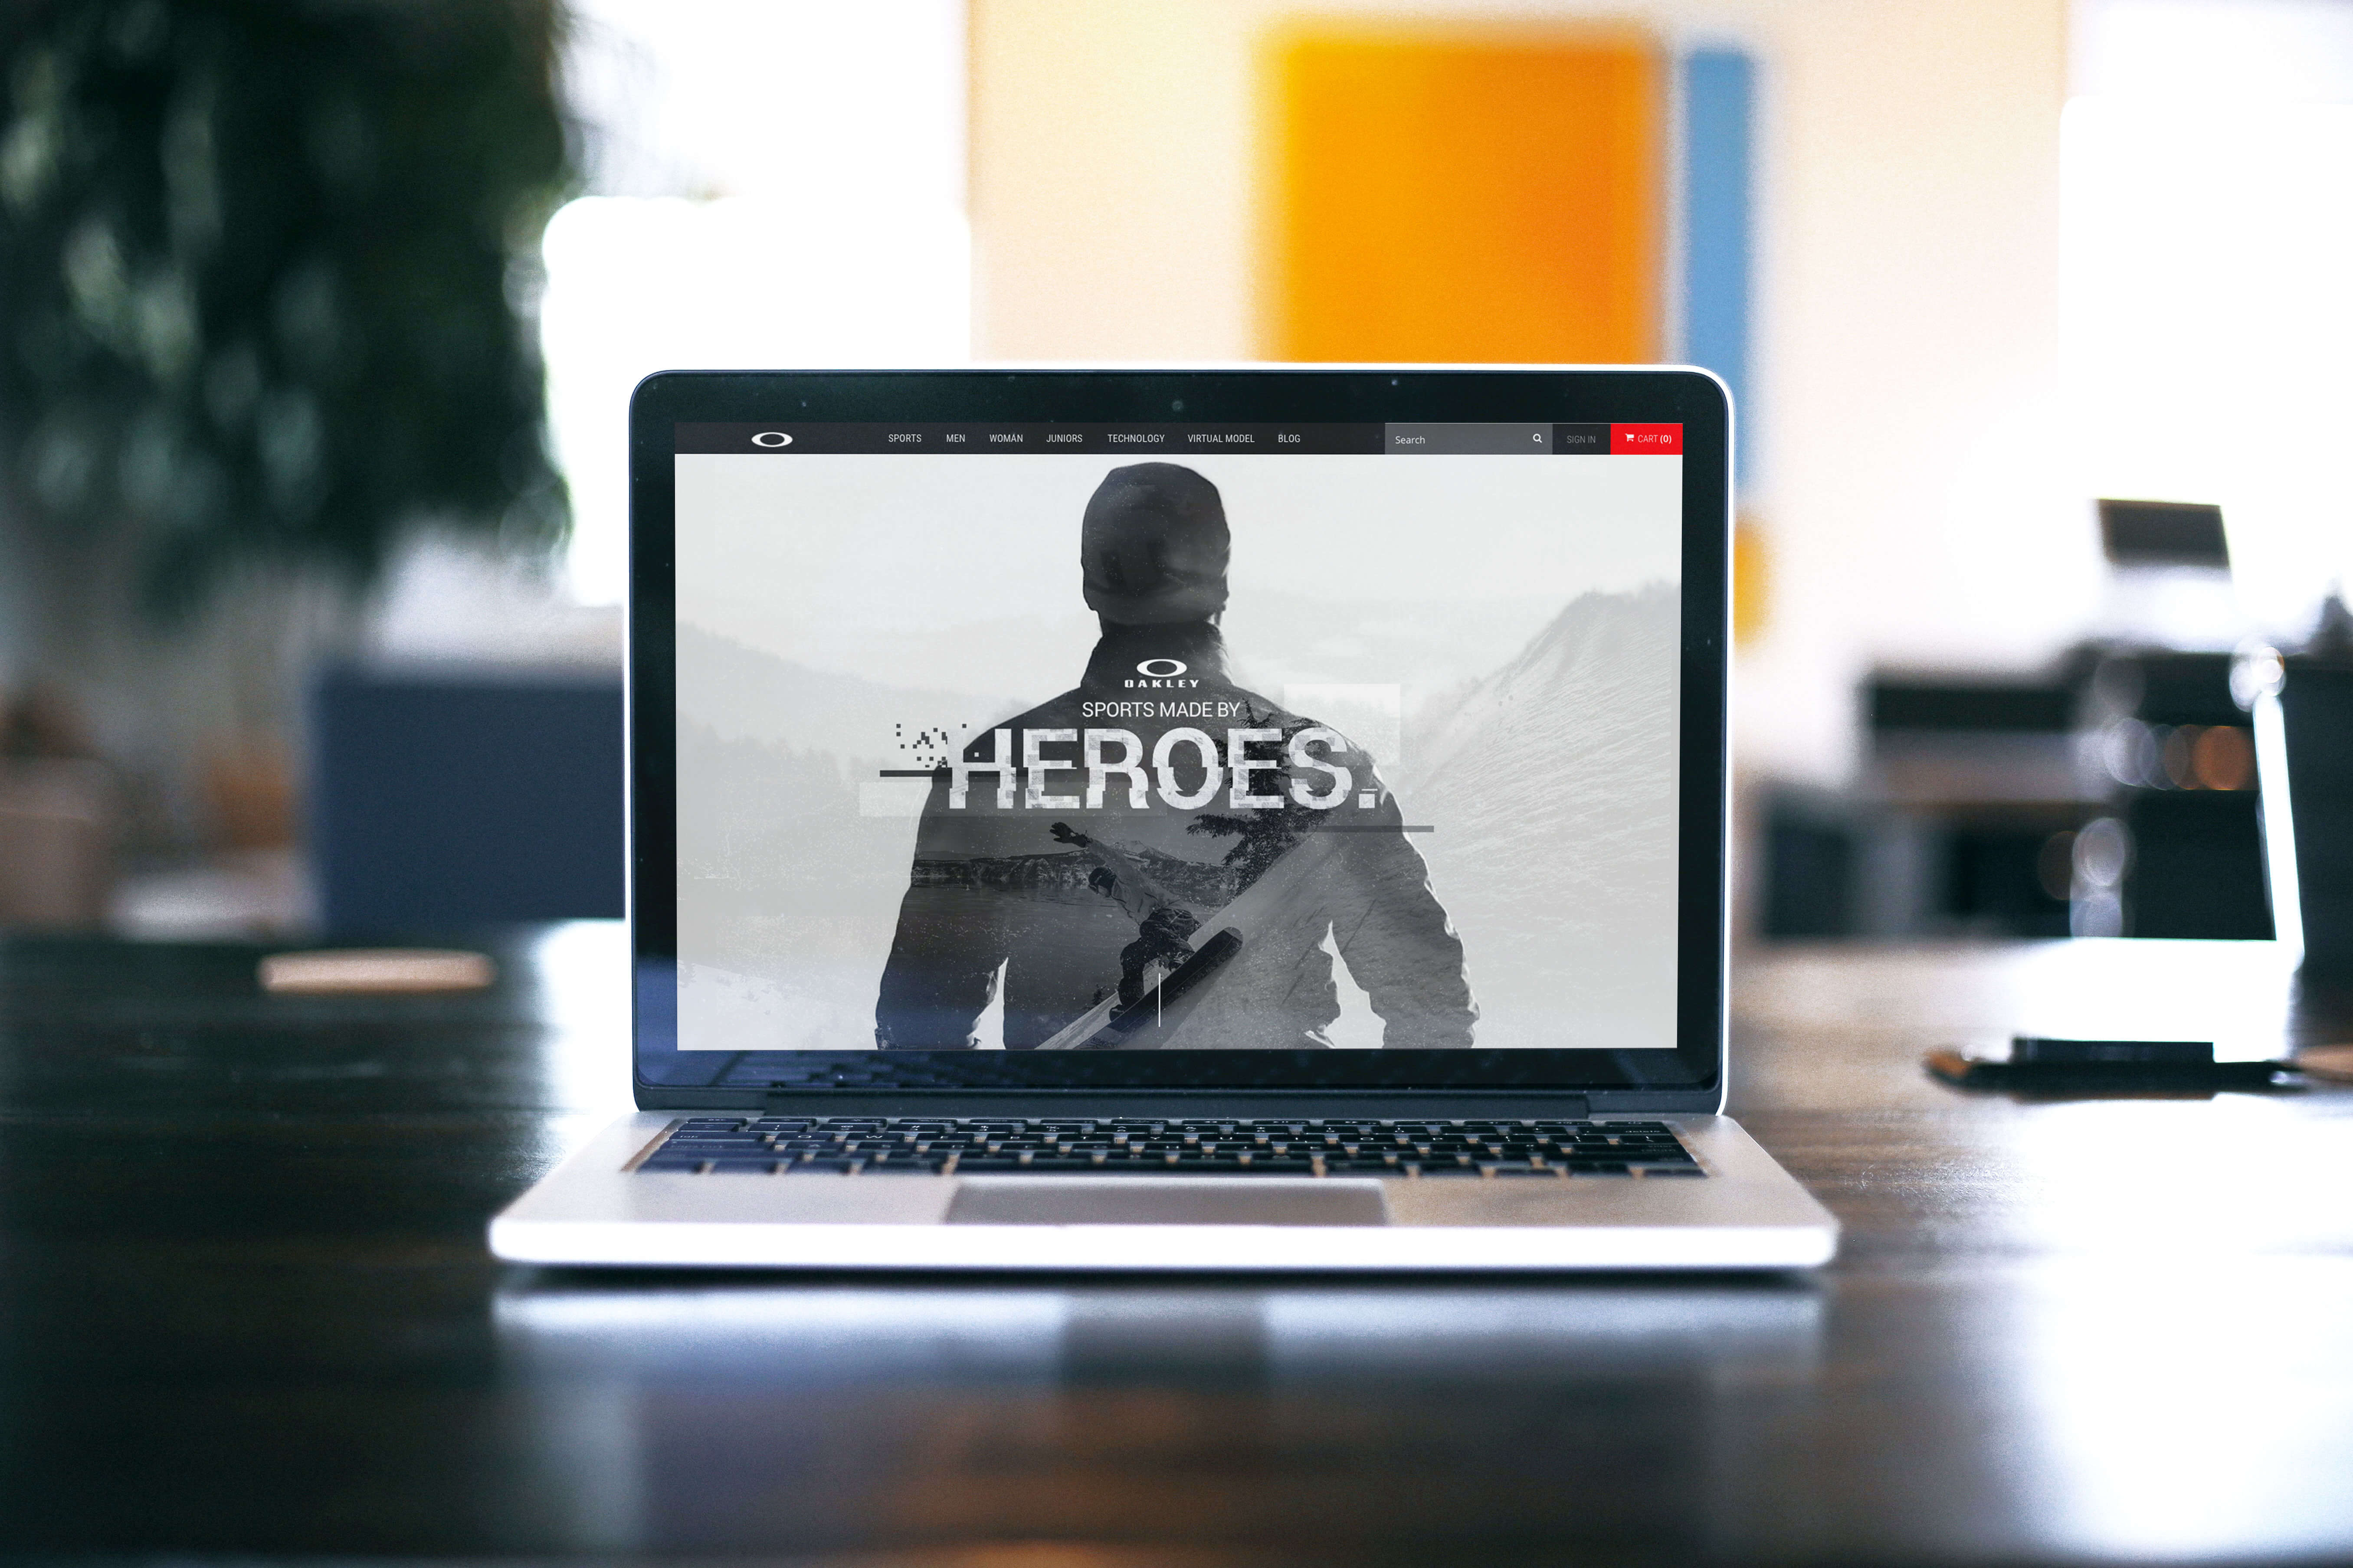 SPORTS MEN WOMAN JUNIORS TECHNOLOGY VIRTUAL MODEL BLOG Search SIGN IN CART (0)
OAKLEY
SPORTS MADE BY
HEROES.